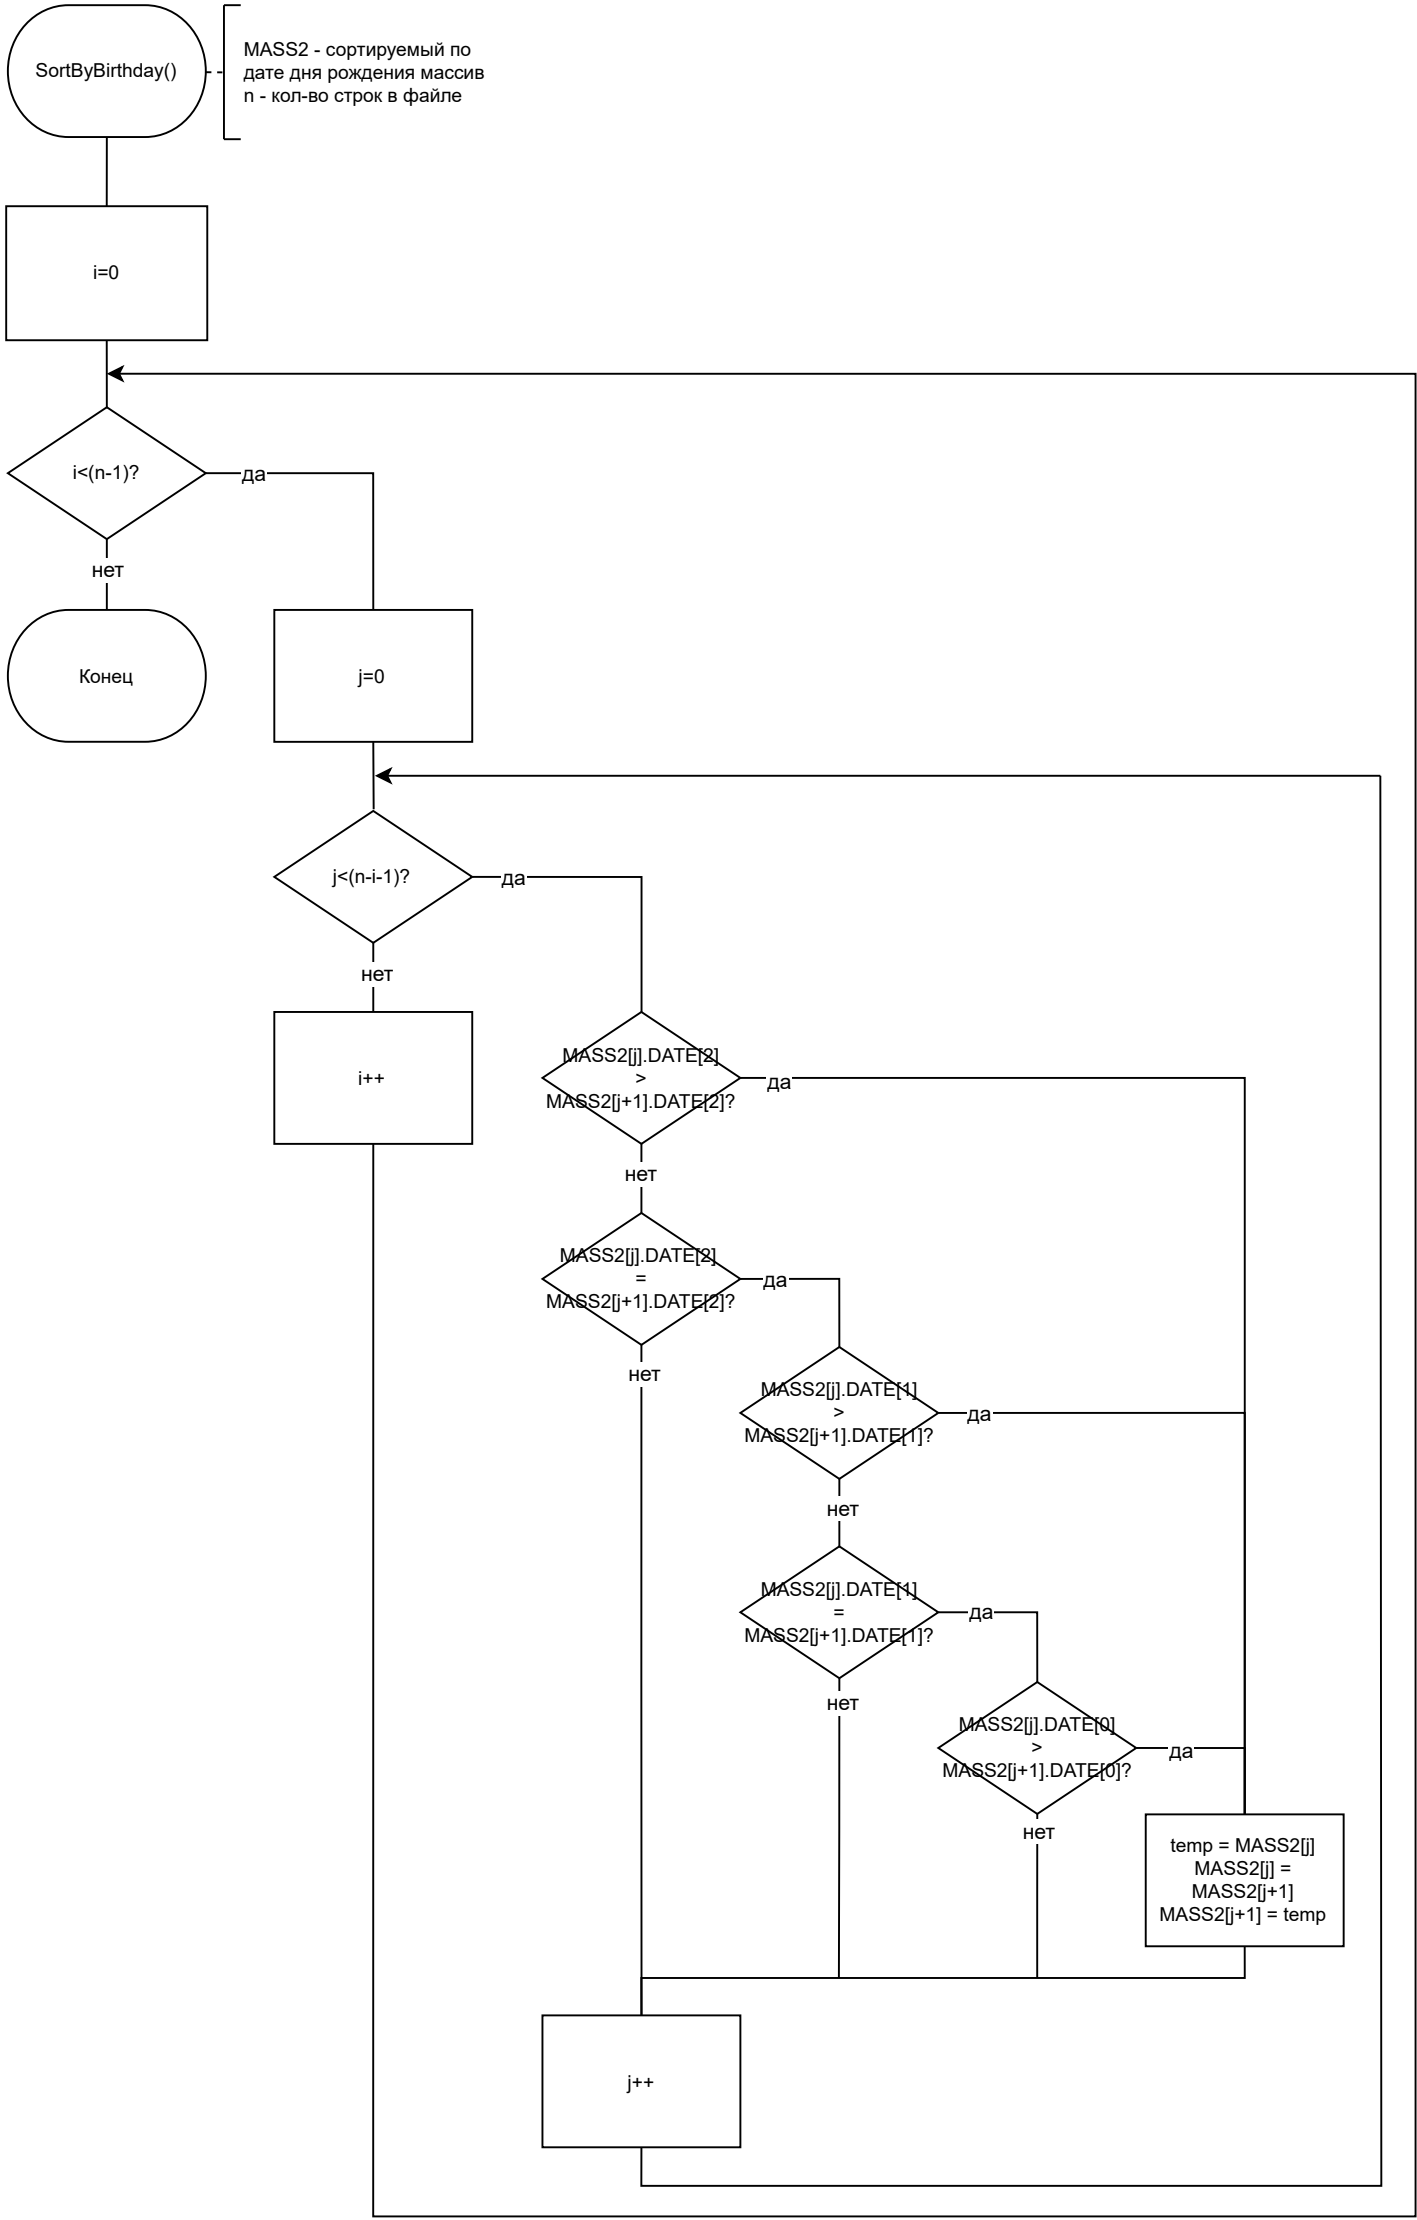 SortByBirthday()
MASS2 - сортируемый по
дате дня рождения массив
n - кол-во строк в файле
i=0
i<(n-1)?
да
нет
Конец
j=0
j<(n-i-1)?
да
нет
i++
MASS2[j].DATE[2]
>
MASS2[j+1].DATE[2]?
да
нет
MASS2[j].DATE[2]
=
MASS2[j+1].DATE[2]?
да
нет
MASS2[j].DATE[1]
>
MASS2[j+1].DATE[1]?
да
нет
MASS2[j].DATE[1]
=
MASS2[j+1].DATE[1]?
да
нет
MASS2[j].DATE[0]
>
MASS2[j+1].DATE[0]?
да
нет
temp = MASS2[j]
MASS2[j] =
MASS2[j+1]
MASS2[j+1] = temp
j++